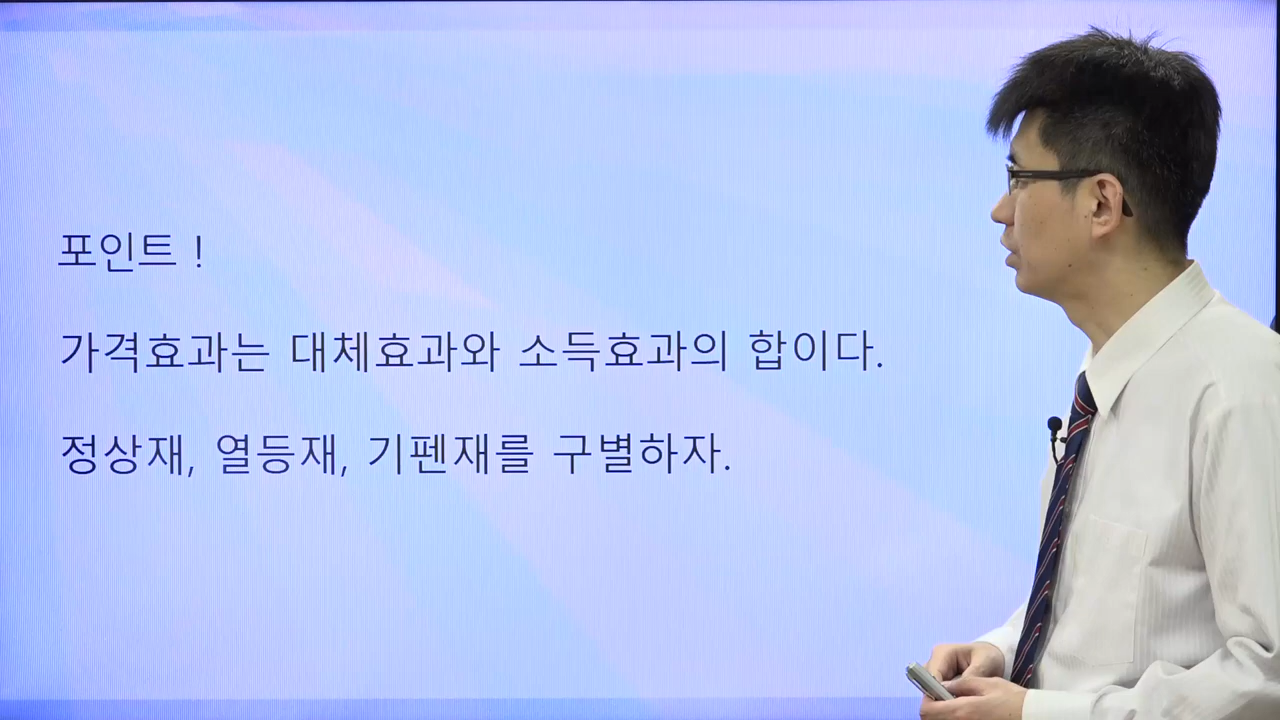 포인트 !
가격효과는 대체효과와 소득효과의 합이다.
정상재, 열등재, 기펜재를 구별하자.